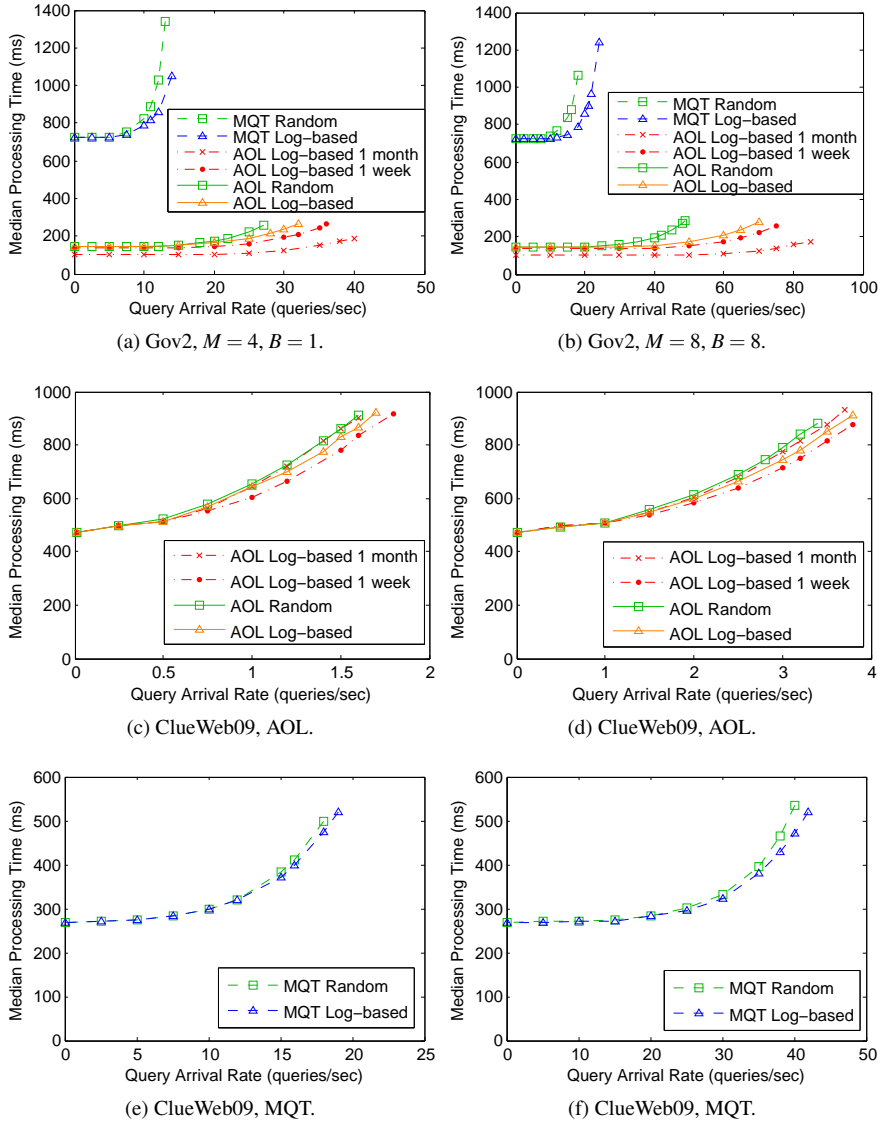 1400
1200
1000
800
600
400
200
0
0 10 20 30 40 50
Median Processing Time (ms)
Query Arrival Rate (queries/sec)
MQT Random
MQT Log−based
AOL Log−based 1 month
AOL Log−based 1 week
AOL Random
AOL Log−based
(a) Gov2, M = 4, B = 1.
1400
1200
1000
800
600
400
200
0
0 20 40 60 80 100
Median Processing Time (ms)
Query Arrival Rate (queries/sec)
MQT Random
MQT Log−based
AOL Log−based 1 month
AOL Log−based 1 week
AOL Random
AOL Log−based
(b) Gov2, M = 8, B = 8.
1000
800
600
400
200
0
0 0.5 1 1.5 2
Median Processing Time (ms)
Query Arrival Rate (queries/sec)
AOL Log−based 1 month
AOL Log−based 1 week
AOL Random
AOL Log−based
(c) ClueWeb09, AOL.
1000
800
600
400
200
0
0 1 2 3 4
Median Processing Time (ms)
Query Arrival Rate (queries/sec)
AOL Log−based 1 month
AOL Log−based 1 week
AOL Random
AOL Log−based
(d) ClueWeb09, AOL.
600
500
400
300
200
100
0
0 5 10 15 20 25
Median Processing Time (ms)
Query Arrival Rate (queries/sec)
MQT Random
MQT Log−based
(e) ClueWeb09, MQT.
600
500
400
300
200
100
0
0 10 20 30 40 50
Median Processing Time (ms)
Query Arrival Rate (queries/sec)
MQT Random
MQT Log−based
(f) ClueWeb09, MQT.